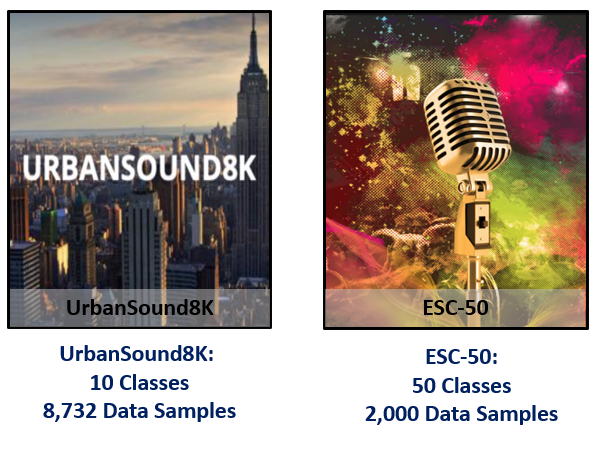 URBANSOUND8K
UrbanSound8K
UrbanSound8K:
10 Classes
8,732 Data Samples
ESC-50
ESC-50:
50 Classes
2,000 Data Samples